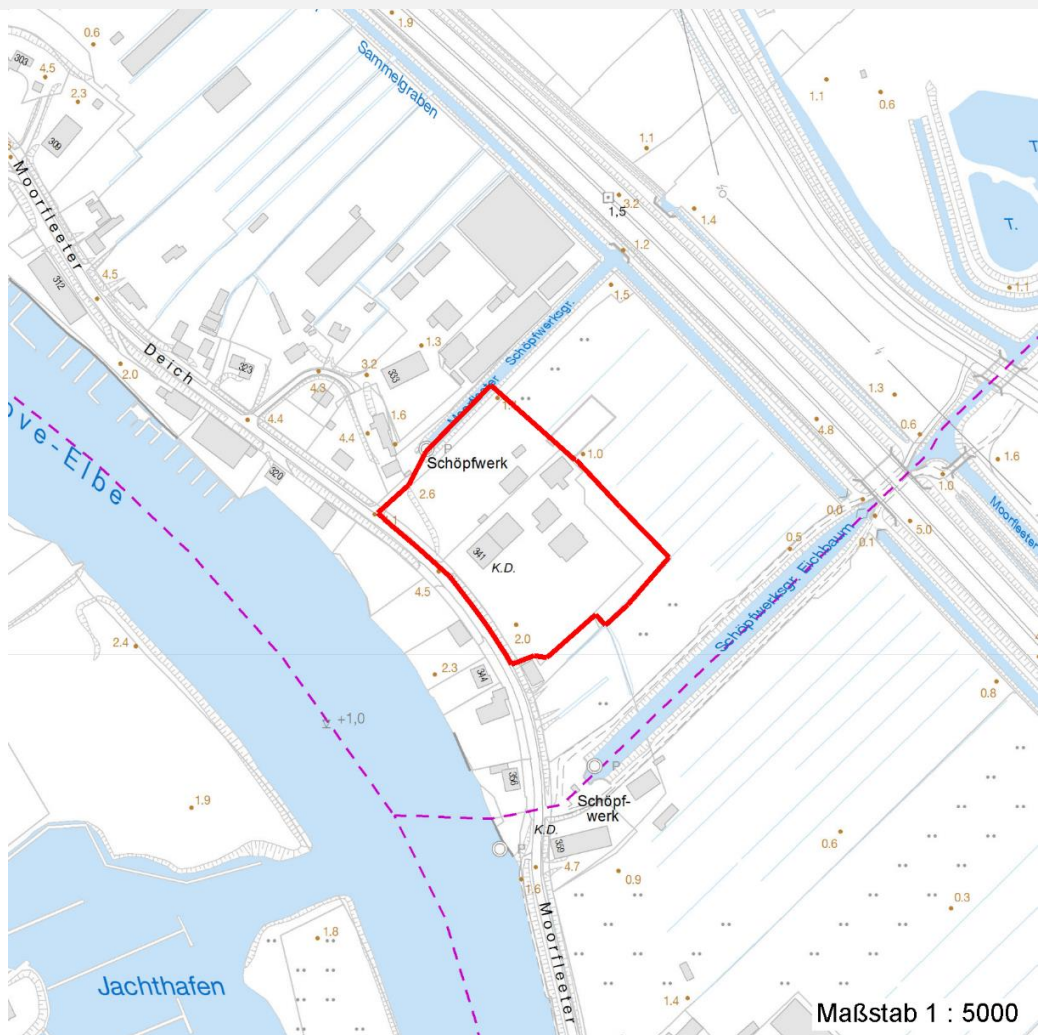 1.9
0.6
303
4.5
2.3
309
Sammelgraben
1.1
0.6
1.1
T.
T.
3.2
1,5
1.4
1.2
Moorfleeter
4.5
312
1.5
1.1
2.0
Deich
323
3.2
4.3
333
1.3
Moorfleeter Schöpfwerksgr.
4.4
4.4
1.6
1.3
4.8
0.6
P
Schöpfwerk
1.0
1.6
1.0
320
2.6
0.0
Moorfleeter
5.0
0.1
0.5
ove-Elbe
341
K.D.
4.5
Schöpfwerksgr. Eichbaum
2.0
2.4
2.3
344
0.8
+1,0
356
P
Schöpf-
werk
1.9
K.D.
359
P
4.7
0.6
1.6
0.9
0.3
Moorfleeter
1.8
Jachthafen
1.4
Maßstab 1 : 5000